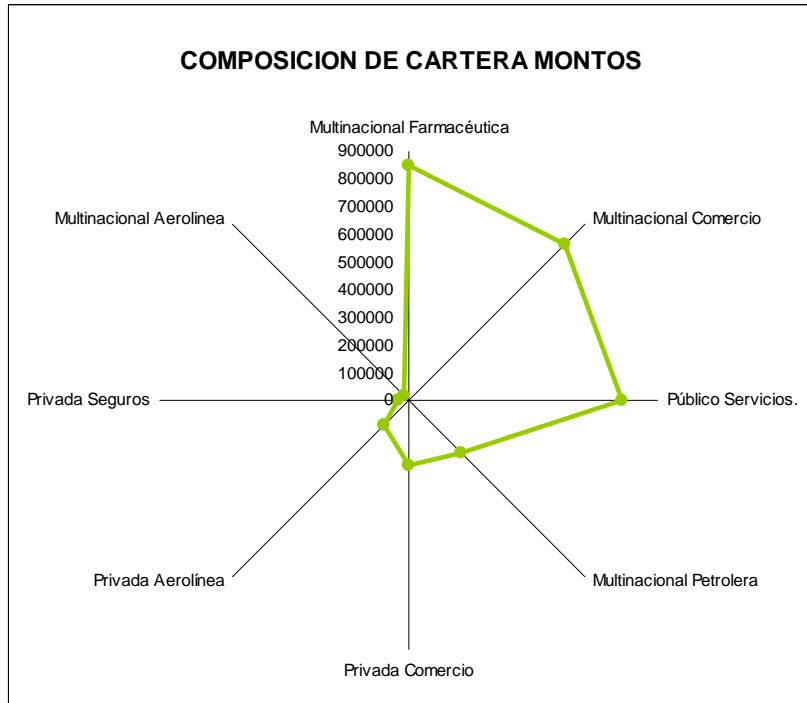 COMPOSICION DE CARTERA MONTOS
Multinacional Farmacéutica
900000
800000
700000
600000
500000
400000
300000
200000
100000
0
Multinacional Comercio
Público Servicios.
Multinacional Petrolera
Privada Comercio
Privada Aerolínea
Privada Seguros
Multinacional Aerolinea